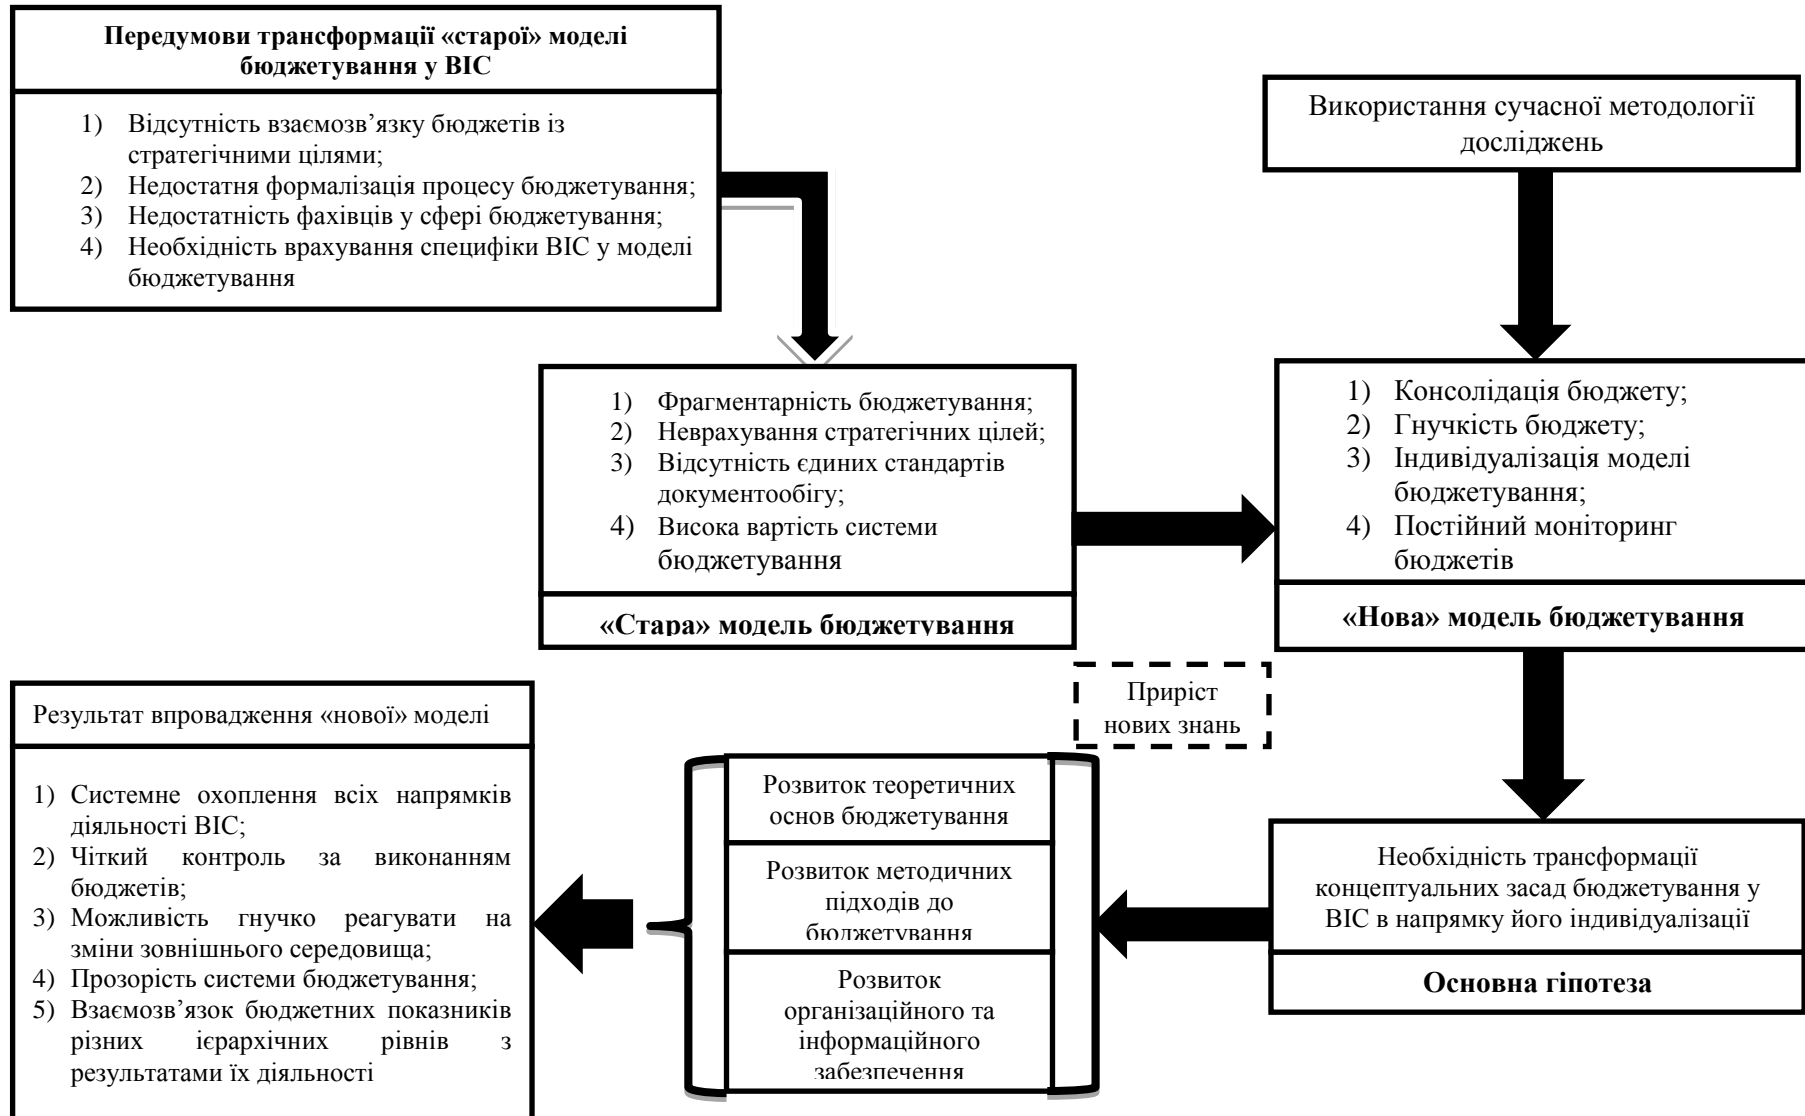 Передумови трансформації «старої» моделі
бюджетування у ВІС
1) Відсутність взаємозв’язку бюджетів із
стратегічними цілями;
2) Недостатня формалізація процесу бюджетування;
3) Недостатність фахівців у сфері бюджетування;
4) Необхідність врахування специфіки ВІС у моделі
бюджетування
Використання сучасної методології
досліджень
1) Фрагментарність бюджетування;
2) Неврахування стратегічних цілей;
3) Відсутність єдиних стандартів
документообігу;
4) Висока вартість системи
бюджетування
«Стара» модель бюджетування
1) Консолідація бюджету;
2) Гнучкість бюджету;
3) Індивідуалізація моделі
бюджетування;
4) Постійний моніторинг
бюджетів
«Нова» модель бюджетування
Приріст
нових знань
Необхідність трансформації
концептуальних засад бюджетування у
ВІС в напрямку його індивідуалізації
Основна гіпотеза
Розвиток теоретичних
основ бюджетування
Розвиток методичних
підходів до
бюджетування
Розвиток
організаційного та
інформаційного
забезпечення
Результат впровадження «нової» моделі
1) Системне охоплення всіх напрямків
діяльності ВІС;
2) Чіткий контроль за виконанням
бюджетів;
3) Можливість гнучко реагувати на
зміни зовнішнього середовища;
4) Прозорість системи бюджетування;
5) Взаємозв’язок бюджетних показників
різних ієрархічних рівнів з
результатами їх діяльності